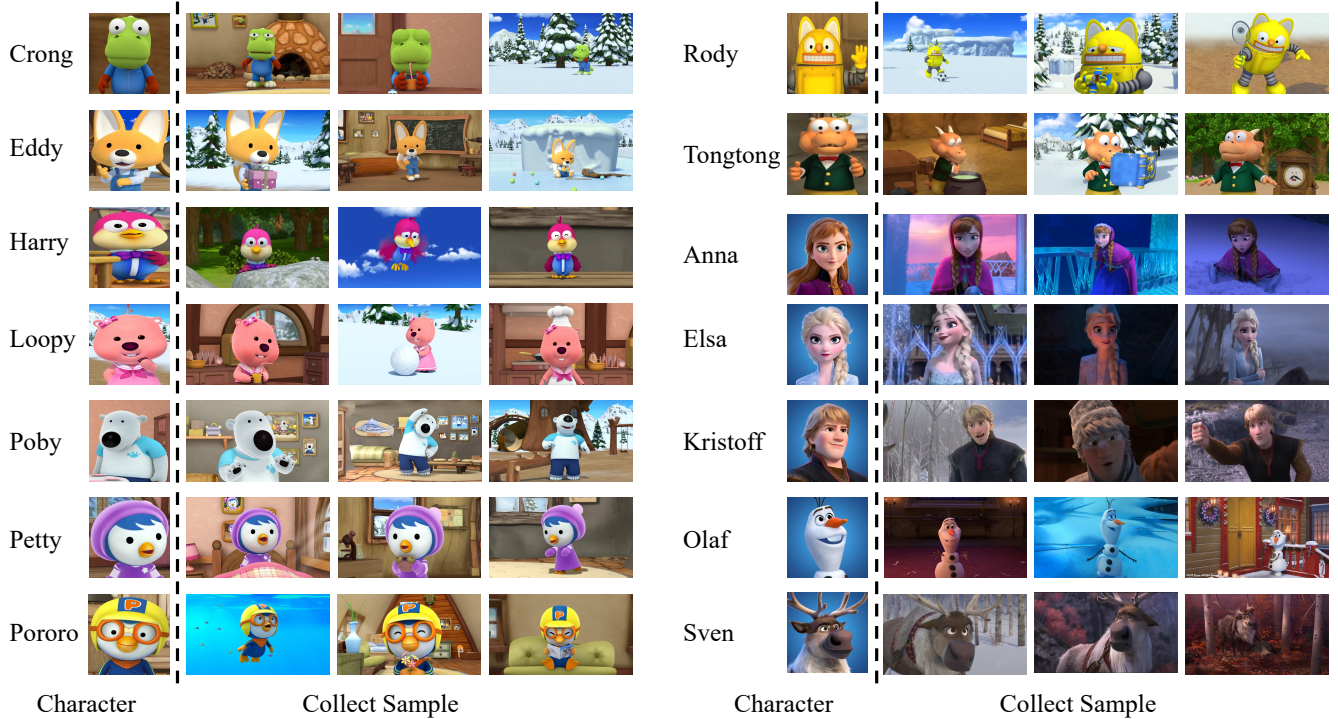 Crong
Eddy
Harry
Loopy
Poby
Petty
Pororo
Character
Collect Sample
Rody
Tongtong
Anna
Elsa
Kristoff
Olaf
Sven
Character
Collect Sample
P
P